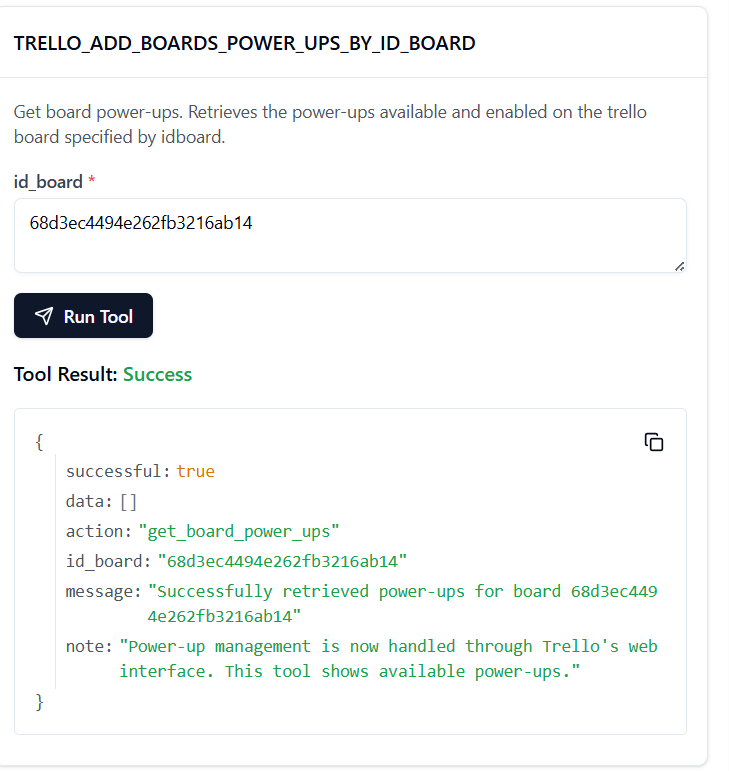 TRELLO_ADD_BOARDS_POWER_UPS_BY_ID_BOARD
Get board power-ups. Retrieves the power-ups available and enabled on the trello
board specified by idboard.
id_board *
68d3ec4494e262fb3216ab14
Run Tool
Tool Result: Success
{
successful: true
data: []
action: "get_board_power_ups"
id_board: "68d3ec4494e262fb3216ab14"
message: "Successfully retrieved power-ups for board 68d3ec449
4e262fb3216ab14"
note: "Power-up management is now handled through Trello's web
interface. This tool shows available power-ups."
}